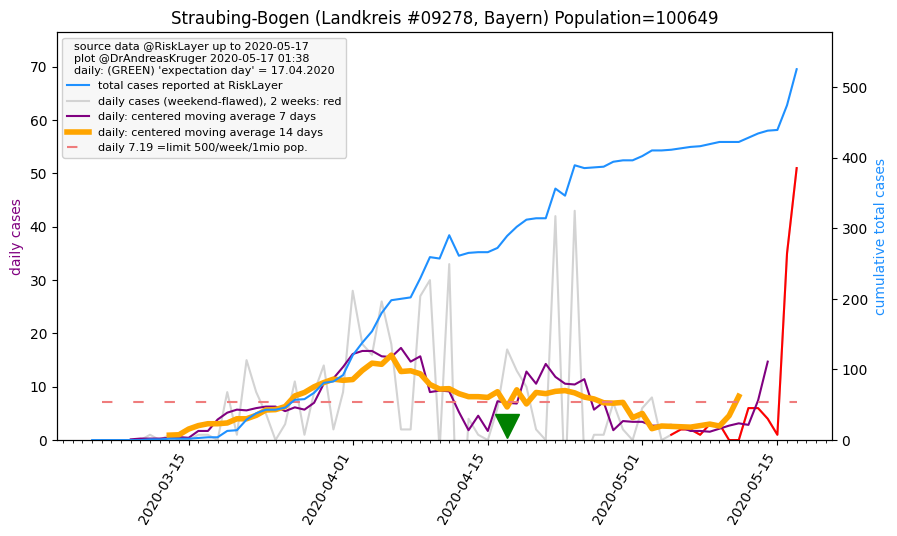 Straubing-Bogen (Landkreis #09278, Bayern) Population=100649
source data @RiskLayer up to 2020-05-17
plot @DrAndreasKruger 2020-05-17 01:38
daily: (GREEN) 'expectation day' = 17.04.2020
total cases reported at RiskLayer
daily cases (weekend-flawed), 2 weeks: red
daily: centered moving average 7 days
daily: centered moving average 14 days
daily 7.19 =limit 500/week/1mio pop.
daily cases
70
60
50
40
30
20
10
0
500
400
300
200
100
0
cumulative total cases
2020-03-15
2020-04-01
2020-04-15
2020-05-01
2020-05-15